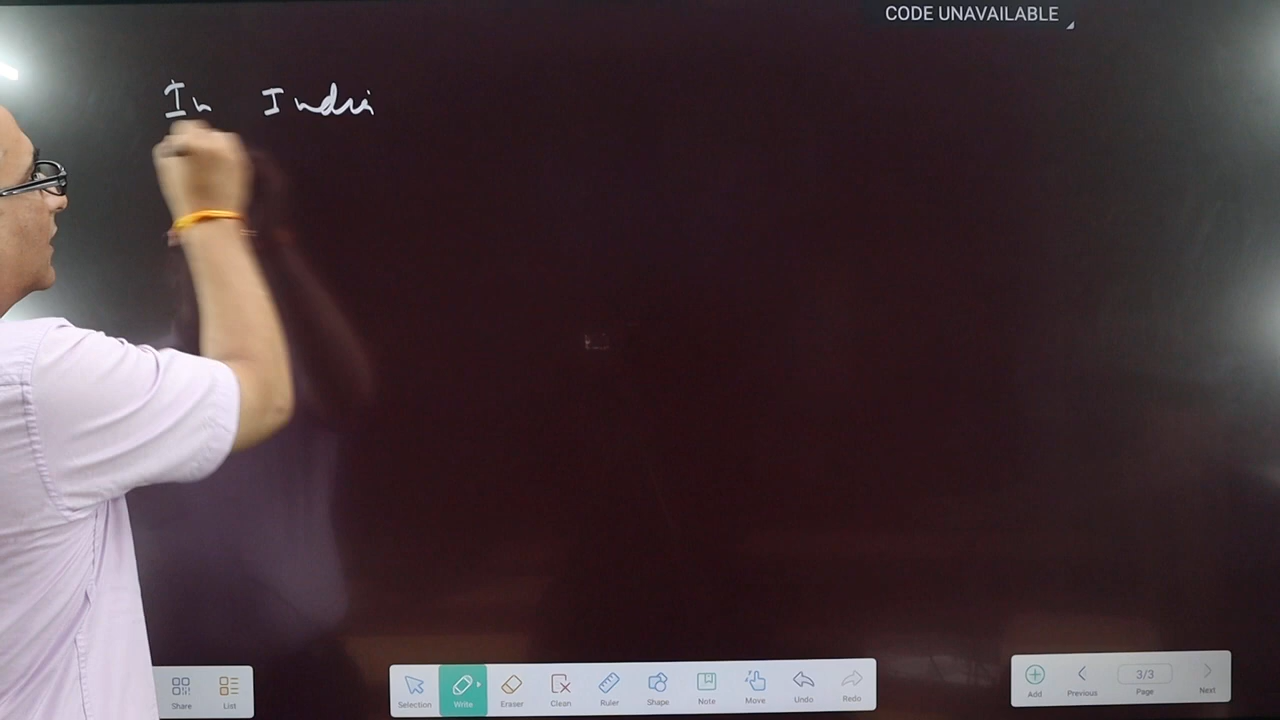 CODE UNAVAILABLE
In Indi
Share List Selection Write Eraser Clean Ruler Shape Note Move Undo Redo Add Previous 3/3 Page Next